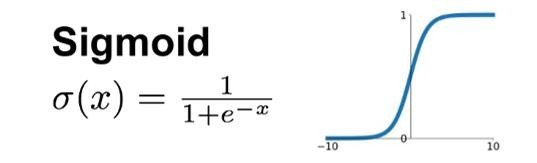 Sigmoid
σ(x) = 1/(1+e^−x)
1
0
−10
10